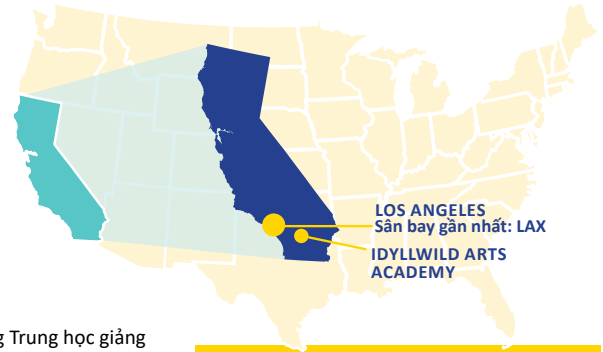 LOS ANGELES
Sân bay gần nhất: LAX
IDYLLWILD ARTS
ACADEMY
Trung học giảng